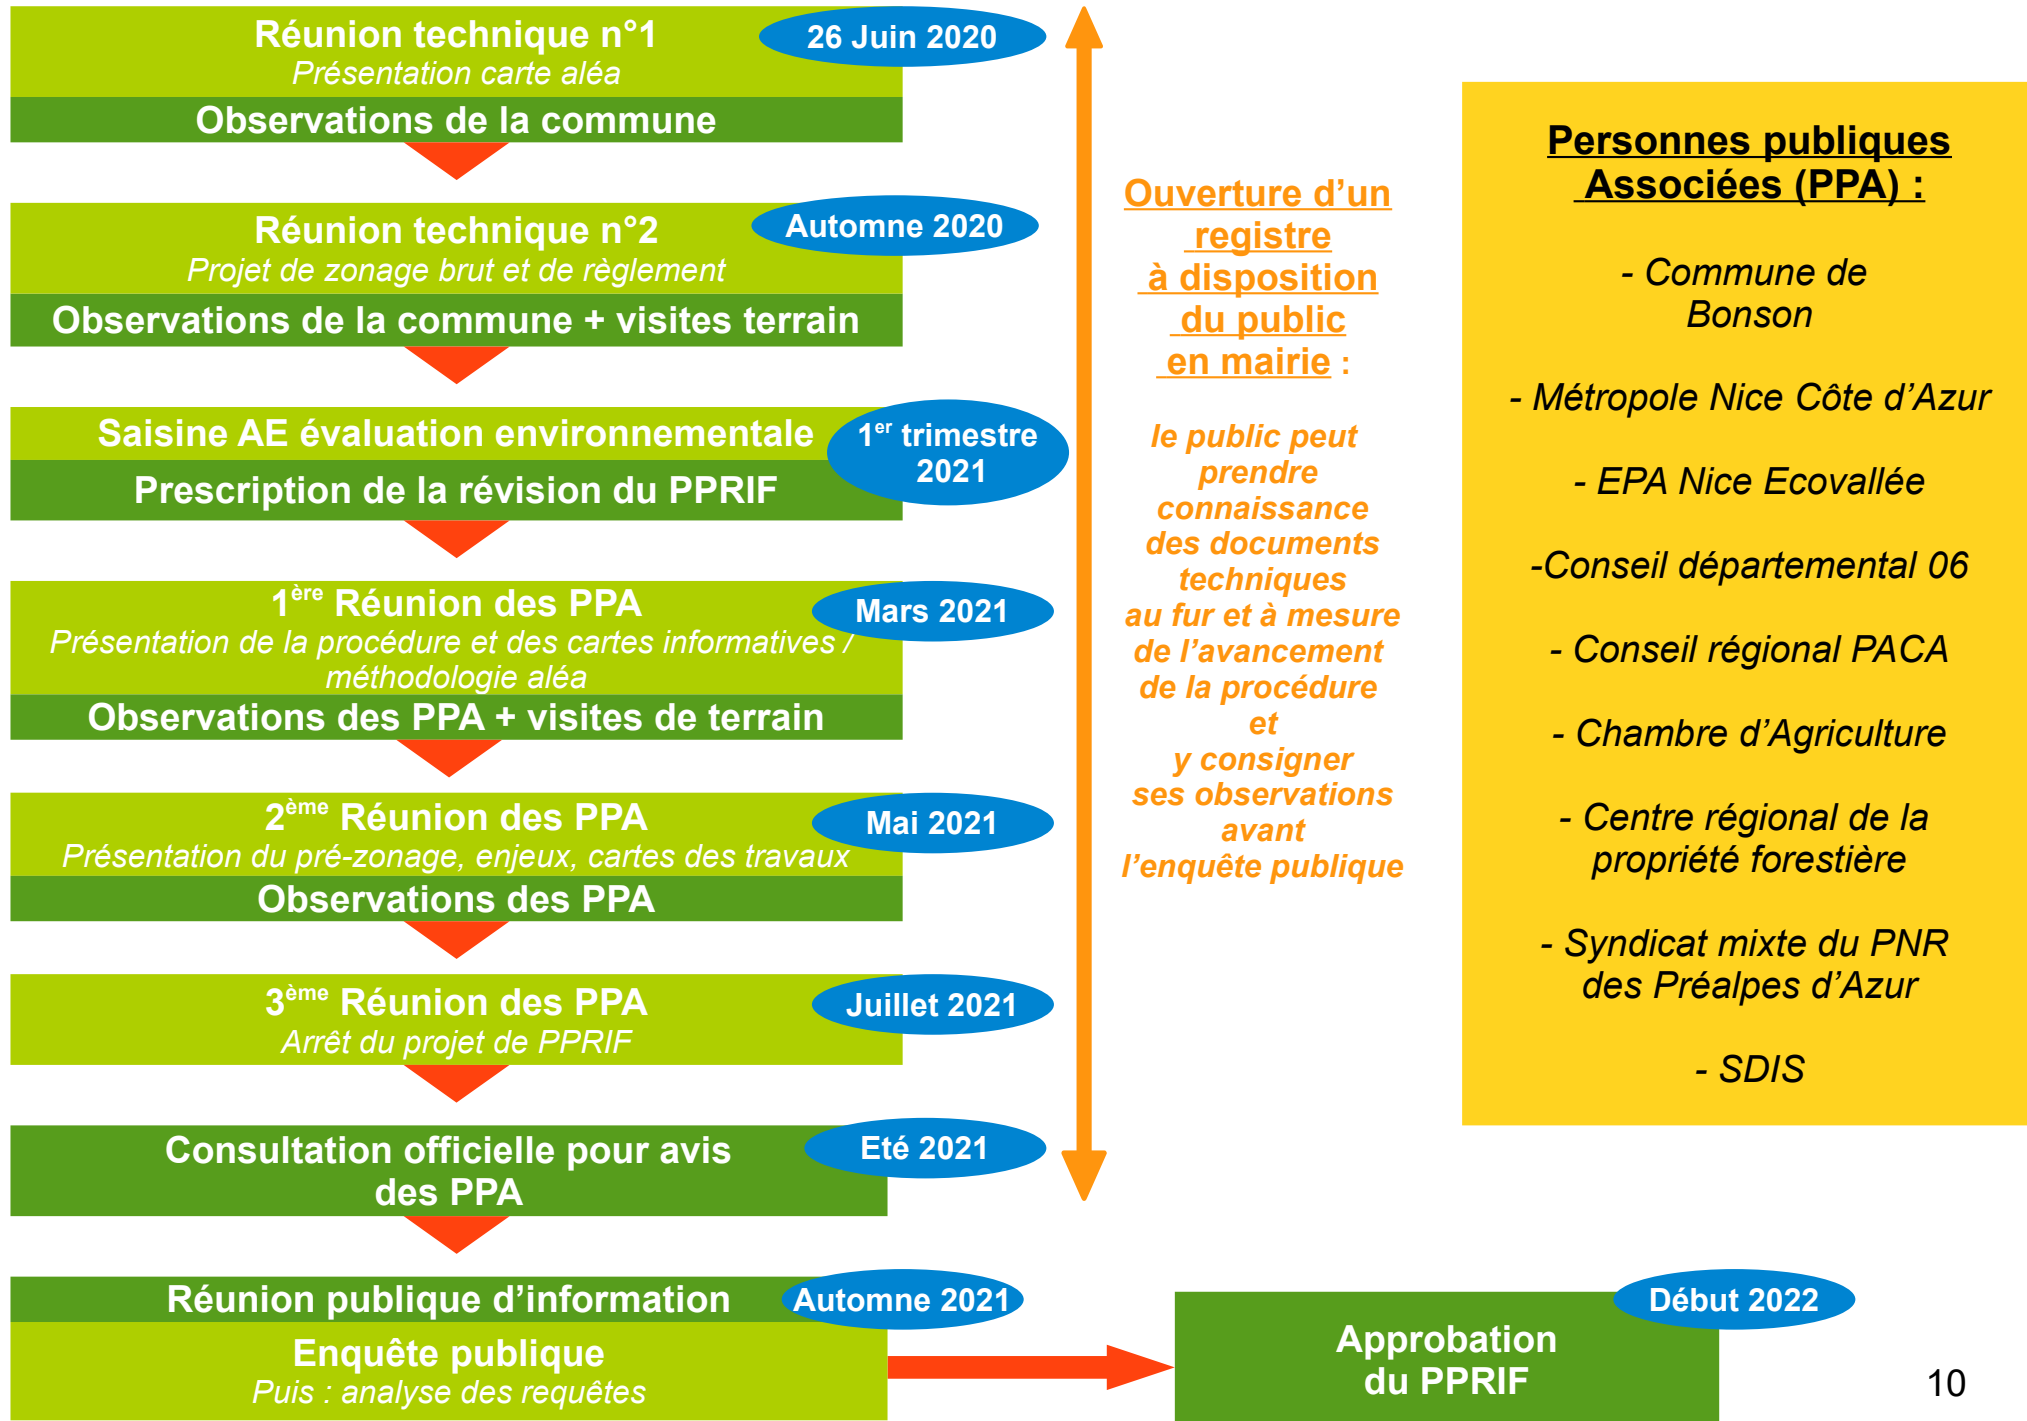 Réunion technique n°1
26 Juin 2020
Présentation carte aléa
Observations de la commune
Réunion technique n°2
Automne 2020
Projet de zonage brut et de règlement
Observations de la commune + visites terrain
Saisine AE évaluation environnementale
1er trimestre
2021
Prescription de la révision du PPRIF
1ère Réunion des PPA
Mars 2021
Présentation de la procédure et des cartes informatives /
méthodologie aléa
Observations des PPA + visites de terrain
2ème Réunion des PPA
Mai 2021
Présentation du pré-zonage, enjeux, cartes des travaux
Observations des PPA
3ème Réunion des PPA
Juillet 2021
Arrêt du projet de PPRIF
Consultation officielle pour avis
des PPA
Eté 2021
Réunion publique d’information
Automne 2021
Enquête publique
Puis : analyse des requêtes
Approbation
du PPRIF
Début 2022
Ouverture d’un
registre
à disposition
du public
en mairie :
le public peut
prendre
connaissance
des documents
techniques
au fur et à mesure
de l’avancement
de la procédure
et
y consigner
ses observations
avant
l’enquête publique
Personnes publiques
Associées (PPA) :
- Commune de
Bonson
- Métropole Nice Côte d’Azur
- EPA Nice Ecovallée
-Conseil départemental 06
- Conseil régional PACA
- Chambre d’Agriculture
- Centre régional de la
propriété forestière
- Syndicat mixte du PNR
des Préalpes d’Azur
- SDIS
10